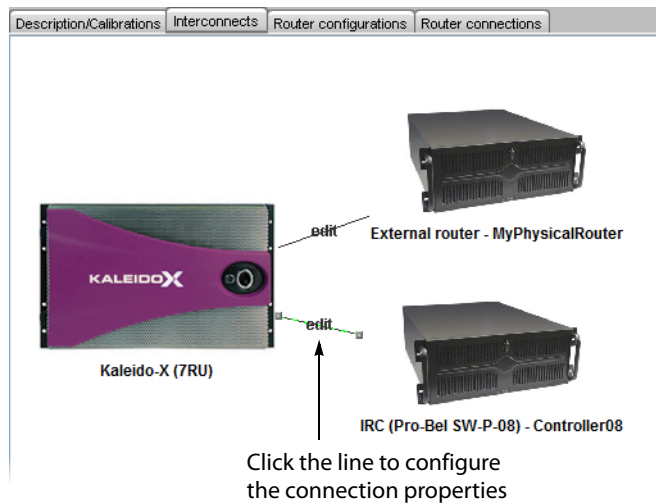 Description/Calibrations Interconnects Router configurations Router connections
edit
External router - MyPhysicalRouter
KALEIDOX
edit
Kaleido-X (7RU)
IRC (Pro-Bel SW-P-08) - Controller08
Click the line to configure
the connection properties